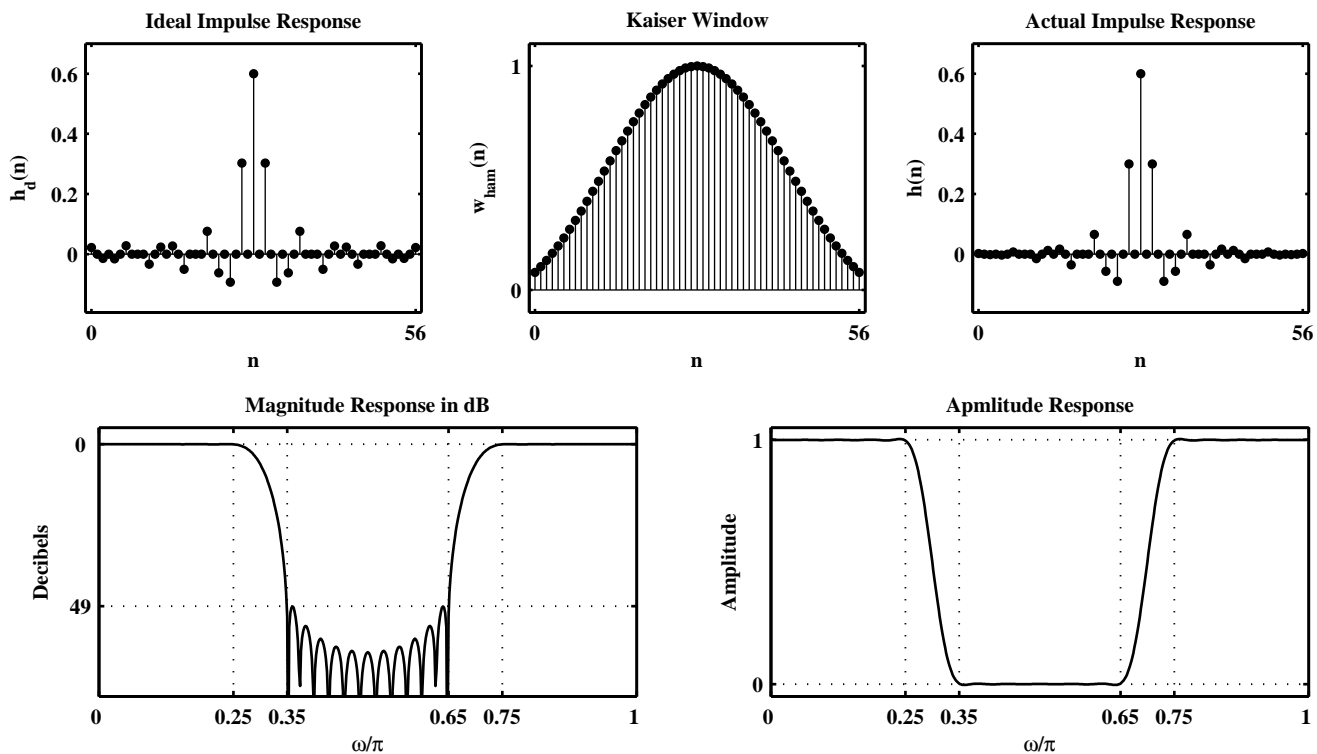 Ideal Impulse Response
Kaiser Window
Actual Impulse Response
h_d(n)
0.6
0.4
0.2
0
0
56
n
w_ham(n)
1
0
0
56
n
h(n)
0.6
0.4
0.2
0
0
56
n
Magnitude Response in dB
Apmlitude Response
Decibels
0
49
0
0.25
0.35
0.65
0.75
1
ω/π
Amplitude
1
0
0
0.25
0.35
0.65
0.75
1
ω/π